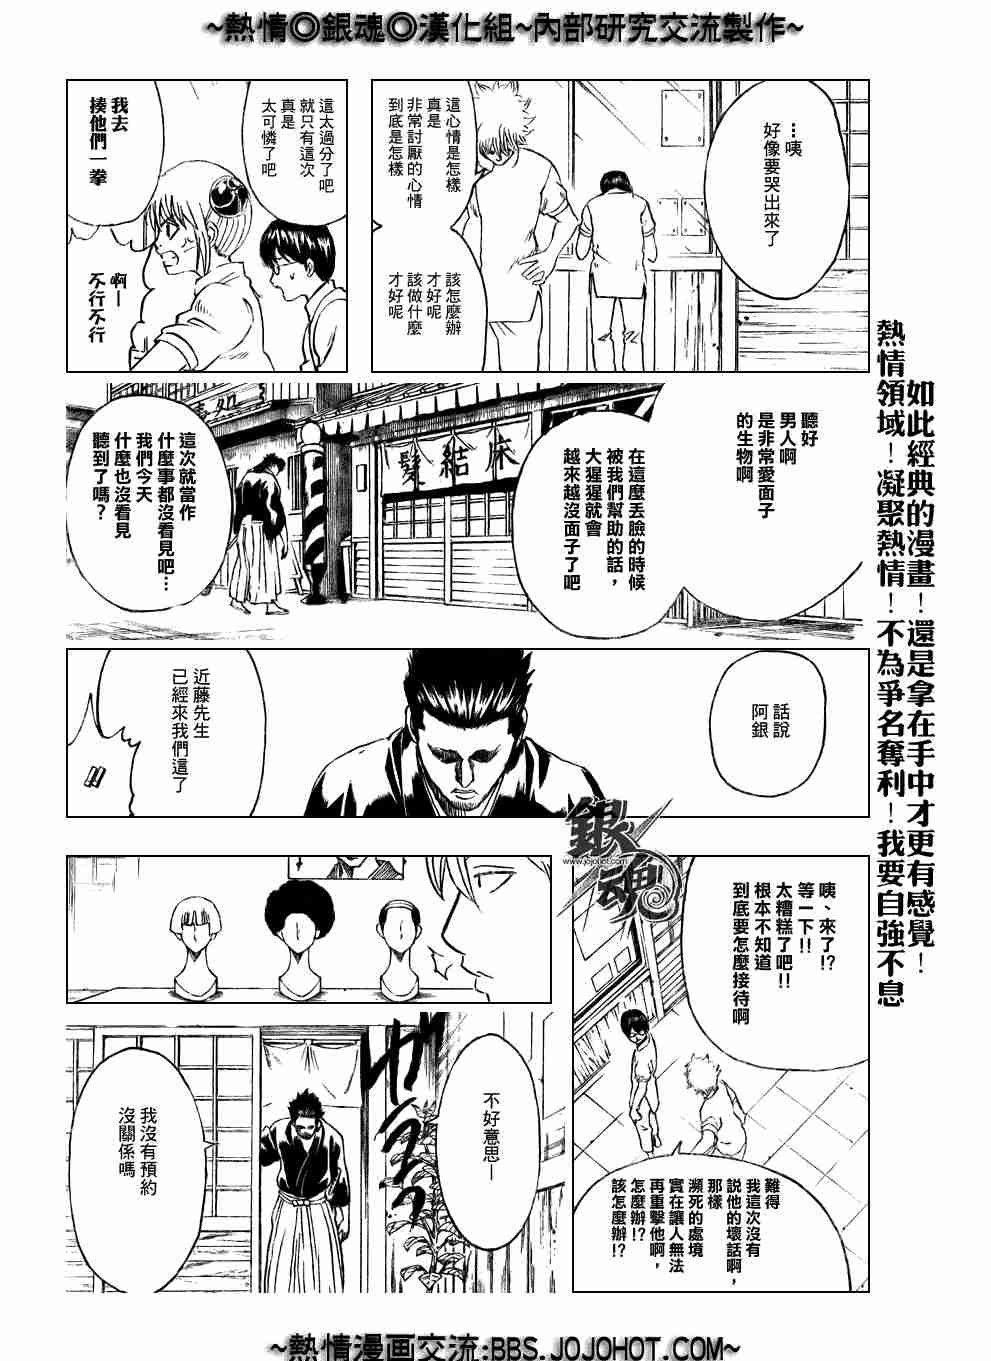 ~熱情◎銀魂◎漢化組~內部研究交流製作~
…咦
好像要哭出來了
這心情是怎樣
真是
非常討厭的心情
到底是怎樣
該怎麼辦
才好呢
該做什麼
才好呢
這太過分了吧
就只有這次
真是
太可憐了吧
我去
揍他們一拳
啊—
不行不行
聽好
男人啊
是非常愛面子
的生物啊
在這麼丟臉的時候
被我們幫助的話，
大猩猩就會
越來越沒面子了吧
髮結床
這次就當作
什麼事都沒看見吧…
我們今天
什麼也沒看見
聽到了嗎？
話說
阿銀
近藤先生
已經來我們這了
!!
咦、來了!?
等一下!!
太糟糕了吧!!
根本不知道
到底要怎麼接待啊
難得
我這次沒有
說他的壞話啊，
那樣
瀕死的處境
實在讓人無法
再重擊他啊，
怎麼辦!?
該怎麼辦!?
銀魂
www.jojohot.com
不好意思—
我沒有預約
沒關係嗎
如此經典的漫畫！還是拿在手中才更有感覺！
熱情領域！凝聚熱情！不為爭名奪利！我要自強不息
~熱情漫画交流:BBS.JOJOHOT.COM~